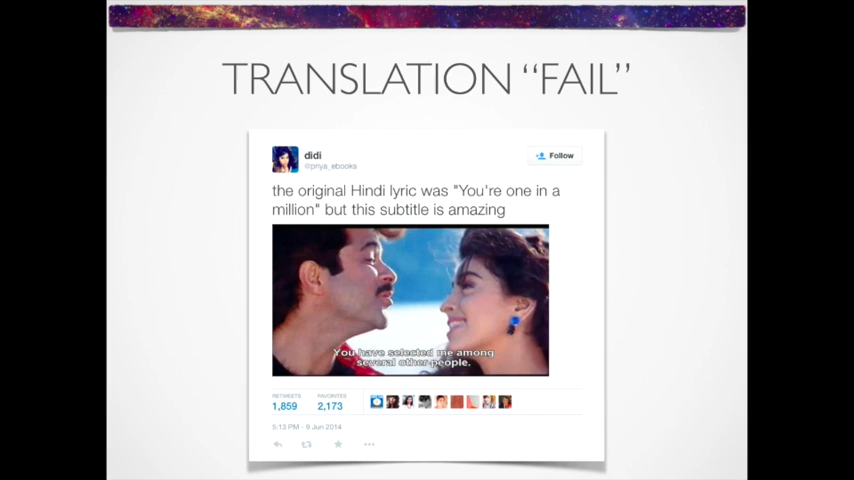 TRANSLATION “FAIL”
didi
@priya_ebooks
Follow
the original Hindi lyric was "You're one in a
million" but this subtitle is amazing
You have selected me among
several other people.
RETWEETS
FAVORITES
1,859
2,173
5:13 PM - 9 Jun 2014